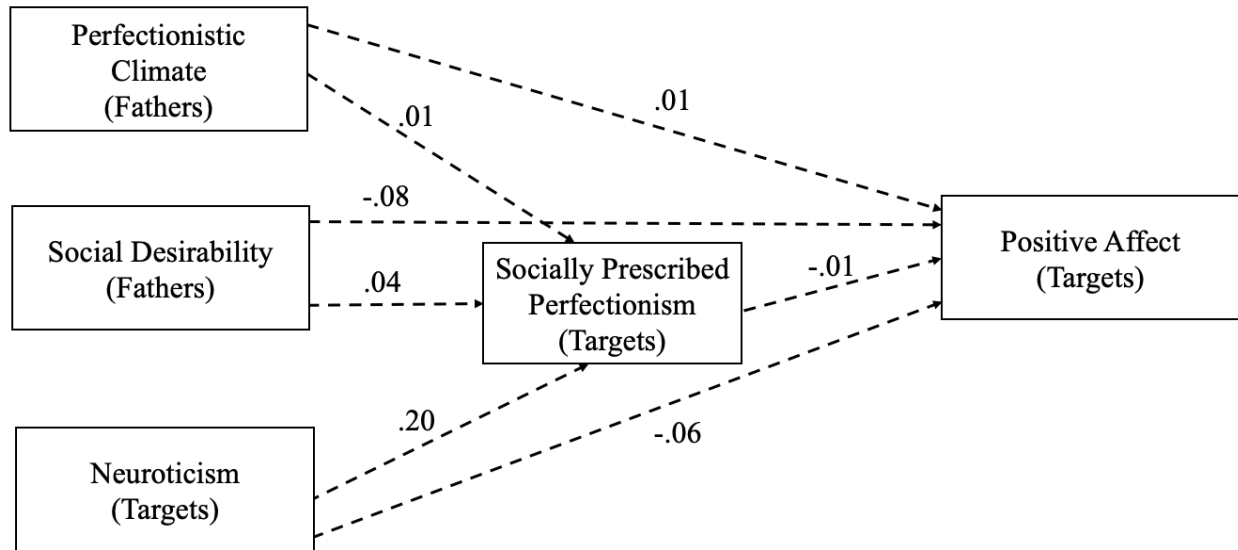 Perfectionistic
Climate
(Fathers)
.01
.01
-.08
Social Desirability
(Fathers)
.04
Socially Prescribed
Perfectionism
(Targets)
-.01
Positive Affect
(Targets)
.20
-.06
Neuroticism
(Targets)